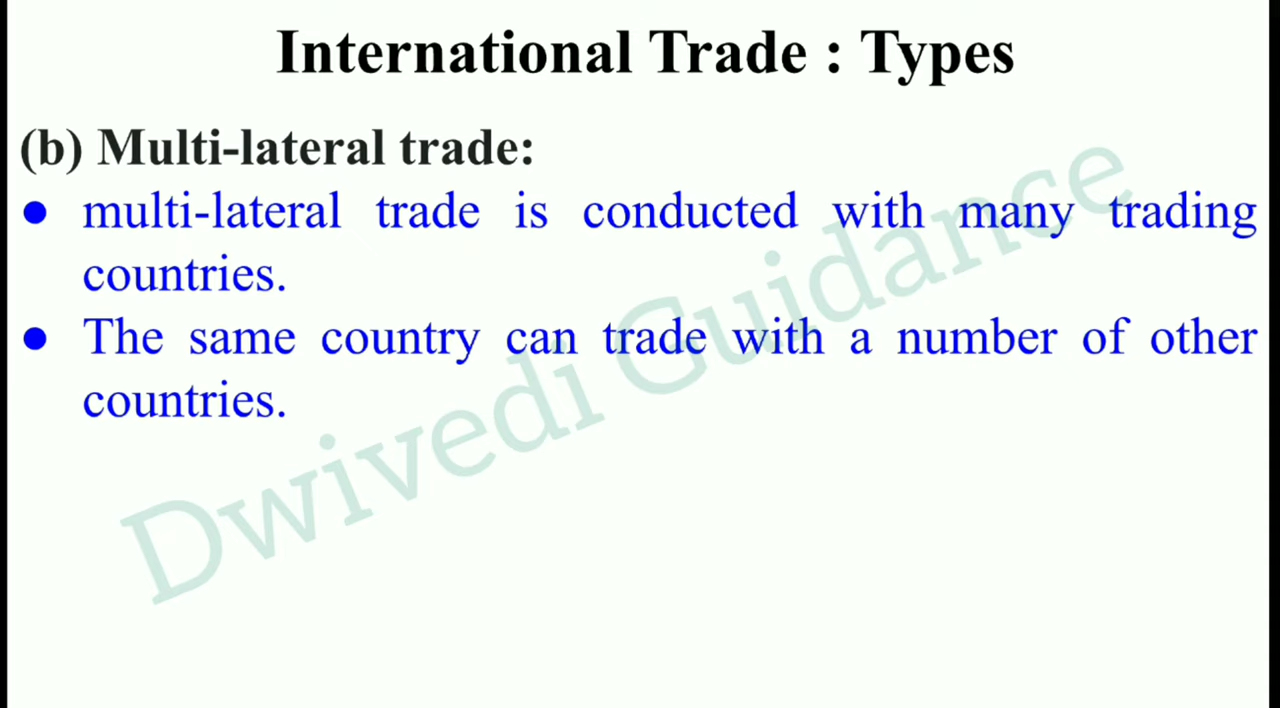 International Trade : Types
(b) Multi-lateral trade:
● multi-lateral trade is conducted with many trading
countries.
● The same country can trade with a number of other
countries.
Dwivedi Guidance